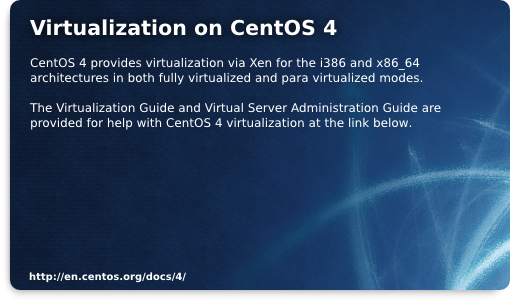 Virtualization on CentOS 4
CentOS 4 provides virtualization via Xen for the i386 and x86_64
architectures in both fully virtualized and para virtualized modes.
The Virtualization Guide and Virtual Server Administration Guide are
provided for help with CentOS 4 virtualization at the link below.
http://en.centos.org/docs/4/